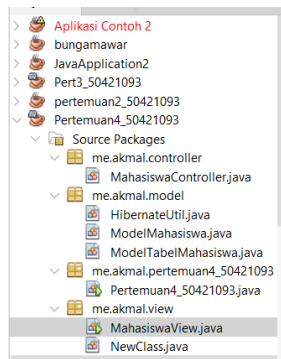 Aplikasi Contoh 2
bungamawar
JavaApplication2
Pert3_50421093
pertemuan2_50421093
Pertemuan4_50421093
Source Packages
me.akmal.controller
MahasiswaController.java
me.akmal.model
HibernateUtil.java
ModelMahasiswa.java
ModelTabelMahasiswa.java
me.akmal.pertemuan4_50421093
Pertemuan4_50421093.java
me.akmal.view
MahasiswaView.java
NewClass.java